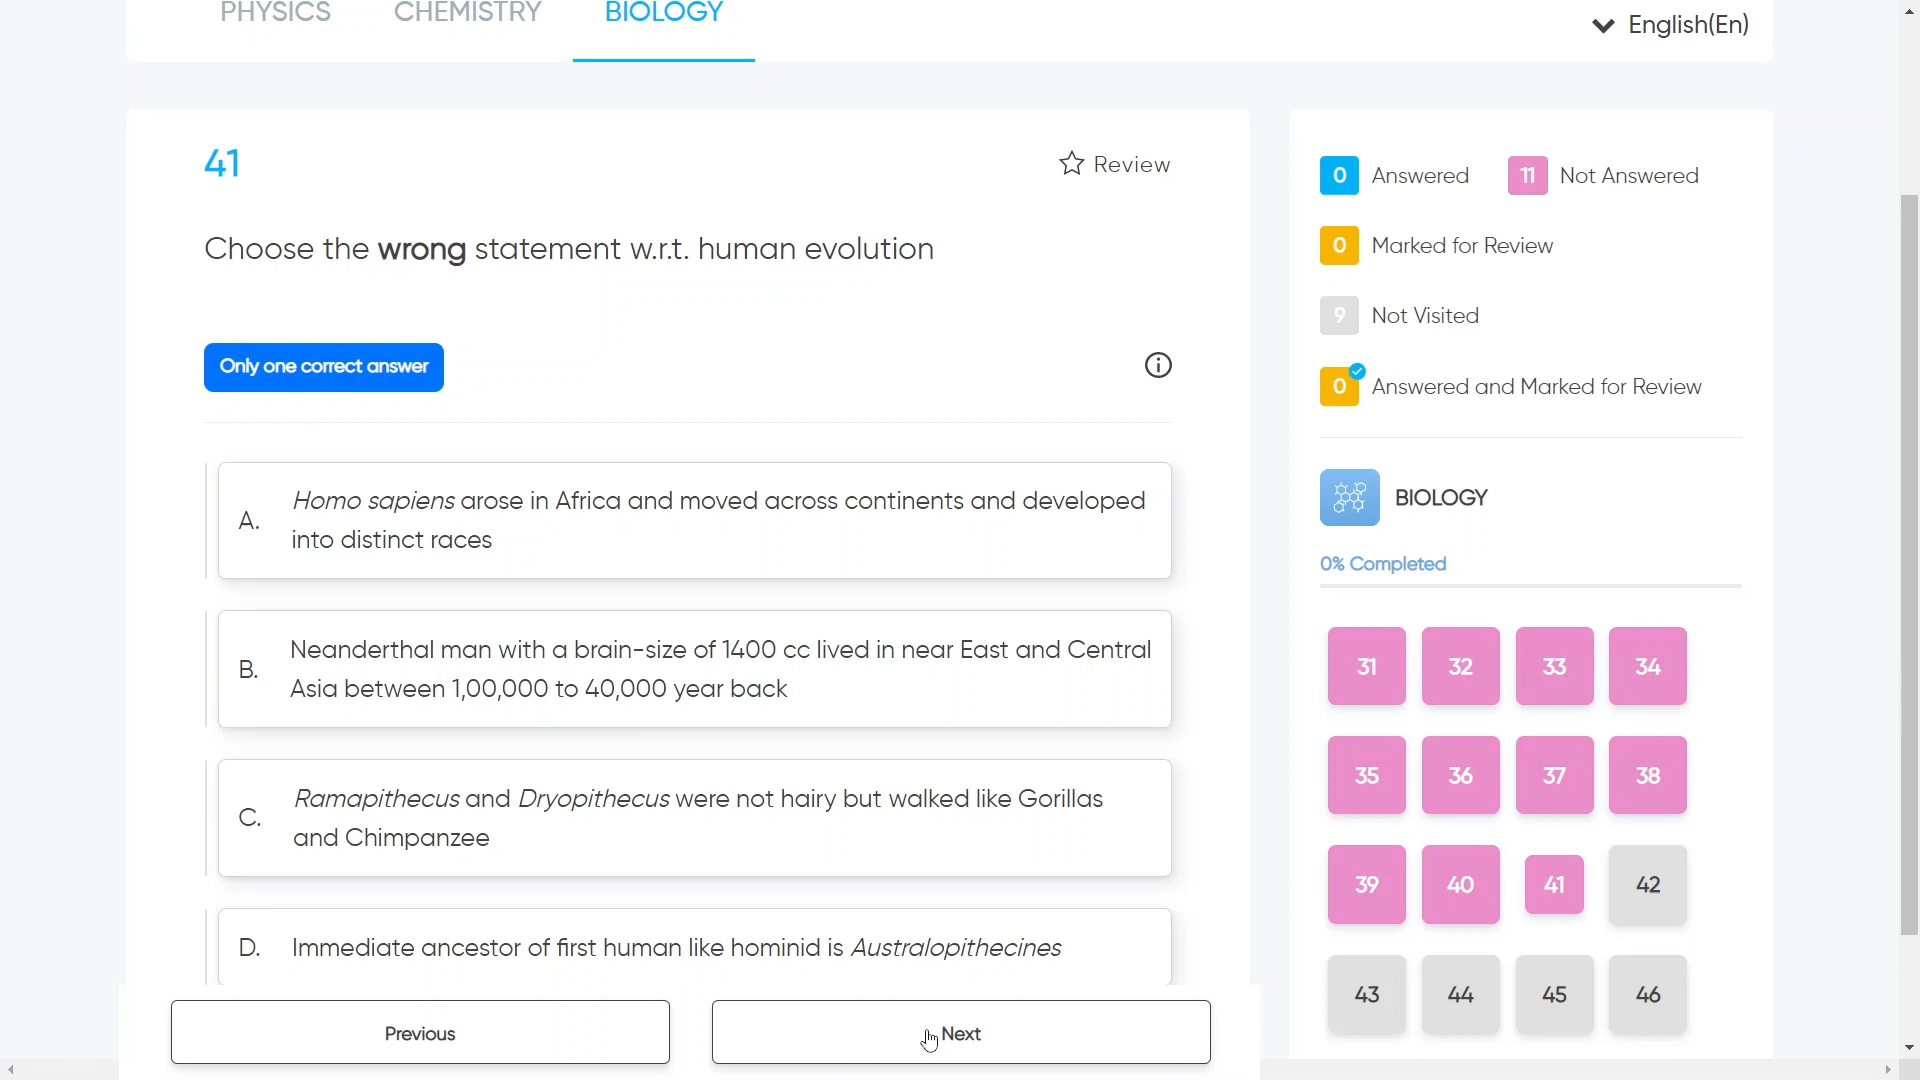 PHYSICS
CHEMISTRY
BIOLOGY
English(En)
41
Review
Choose the wrong statement w.r.t. human evolution
Only one correct answer
A.
Homo sapiens arose in Africa and moved across continents and developed
into distinct races
B.
Neanderthal man with a brain-size of 1400 cc lived in near East and Central
Asia between 1,00,000 to 40,000 year back
C.
Ramapithecus and Dryopithecus were not hairy but walked like Gorillas
and Chimpanzee
D.
Immediate ancestor of first human like hominid is Australopithecines
Previous
Next
0 Answered
11 Not Answered
0 Marked for Review
9 Not Visited
0 Answered and Marked for Review
BIOLOGY
0% Completed
31 32 33 34
35 36 37 38
39 40 41 42
43 44 45 46